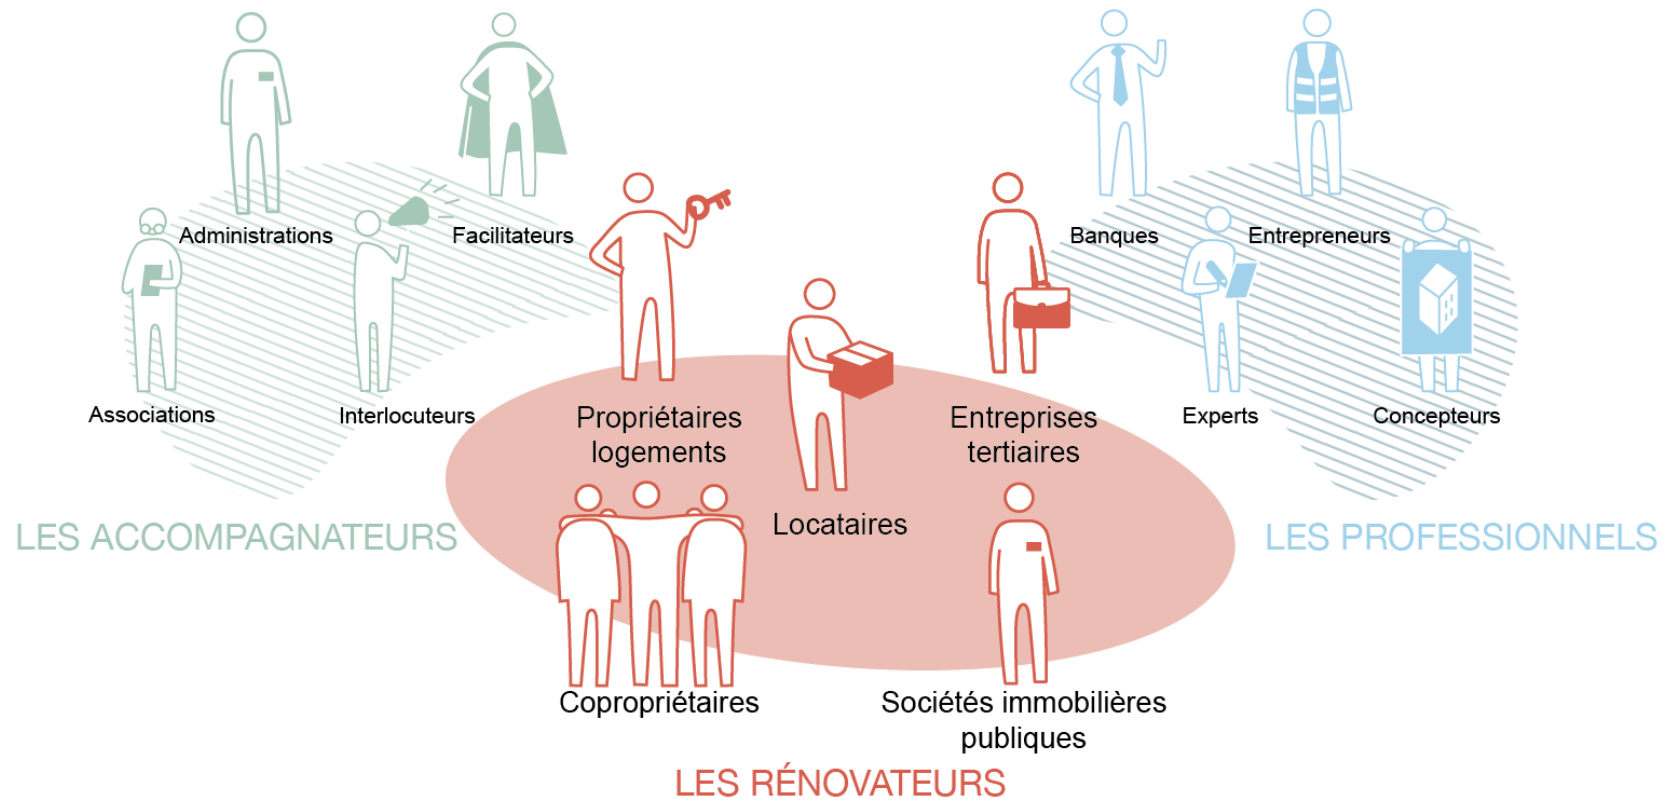 Administrations
Facilitateurs
Associations
Interlocuteurs
LES ACCOMPAGNATEURS
Propriétaires
logements
Locataires
Entreprises
tertiaires
Copropriétaires
Sociétés immobilières
publiques
LES RÉNOVATEURS
Banques
Entrepreneurs
Experts
Concepteurs
LES PROFESSIONNELS